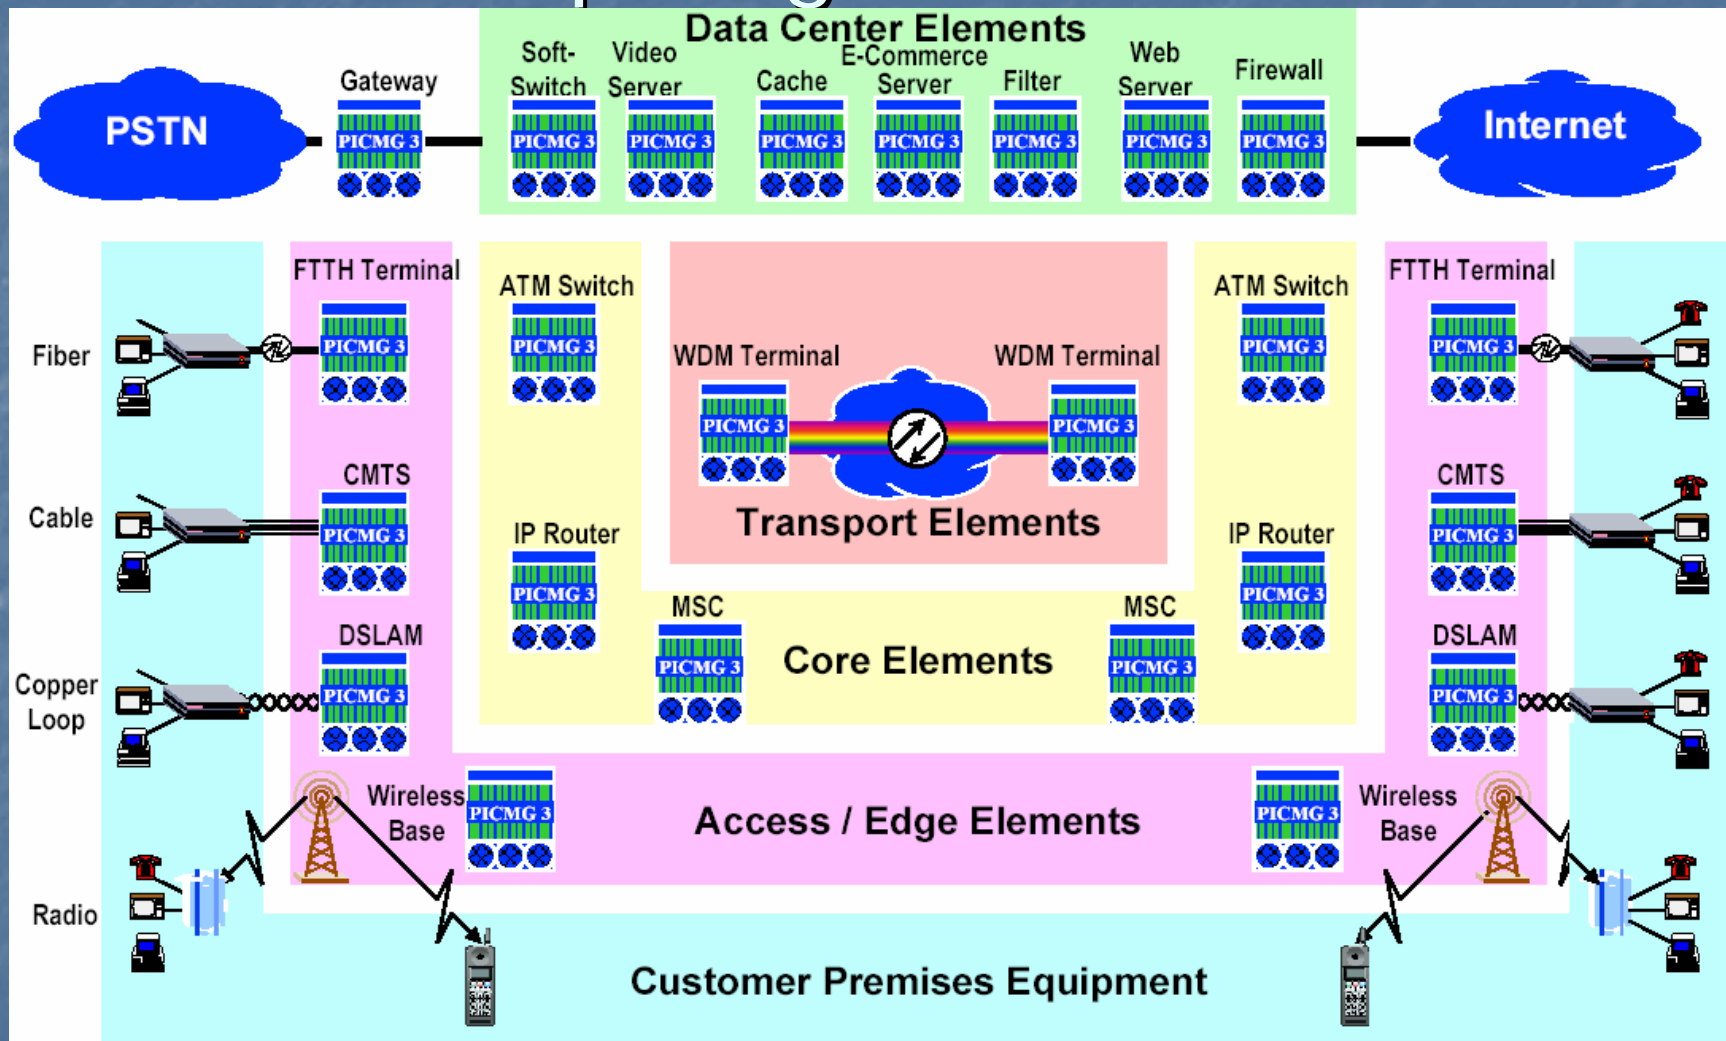 Data Center Elements
PSTN
Gateway
PICMG 3
Soft-
Switch
PICMG 3
Video
Server
PICMG 3
Cache
PICMG 3
E-Commerce
Server
PICMG 3
Filter
PICMG 3
Web
Server
PICMG 3
Firewall
PICMG 3
Internet
Fiber
FTTH Terminal
PICMG 3
ATM Switch
PICMG 3
WDM Terminal
PICMG 3
WDM Terminal
PICMG 3
Transport Elements
ATM Switch
PICMG 3
FTTH Terminal
PICMG 3
Cable
CMTS
PICMG 3
IP Router
PICMG 3
IP Router
PICMG 3
CMTS
PICMG 3
Copper
Loop
DSLAM
PICMG 3
MSC
PICMG 3
Core Elements
MSC
PICMG 3
DSLAM
PICMG 3
Wireless
Base
PICMG 3
Access / Edge Elements
PICMG 3
Wireless
Base
Radio
Customer Premises Equipment